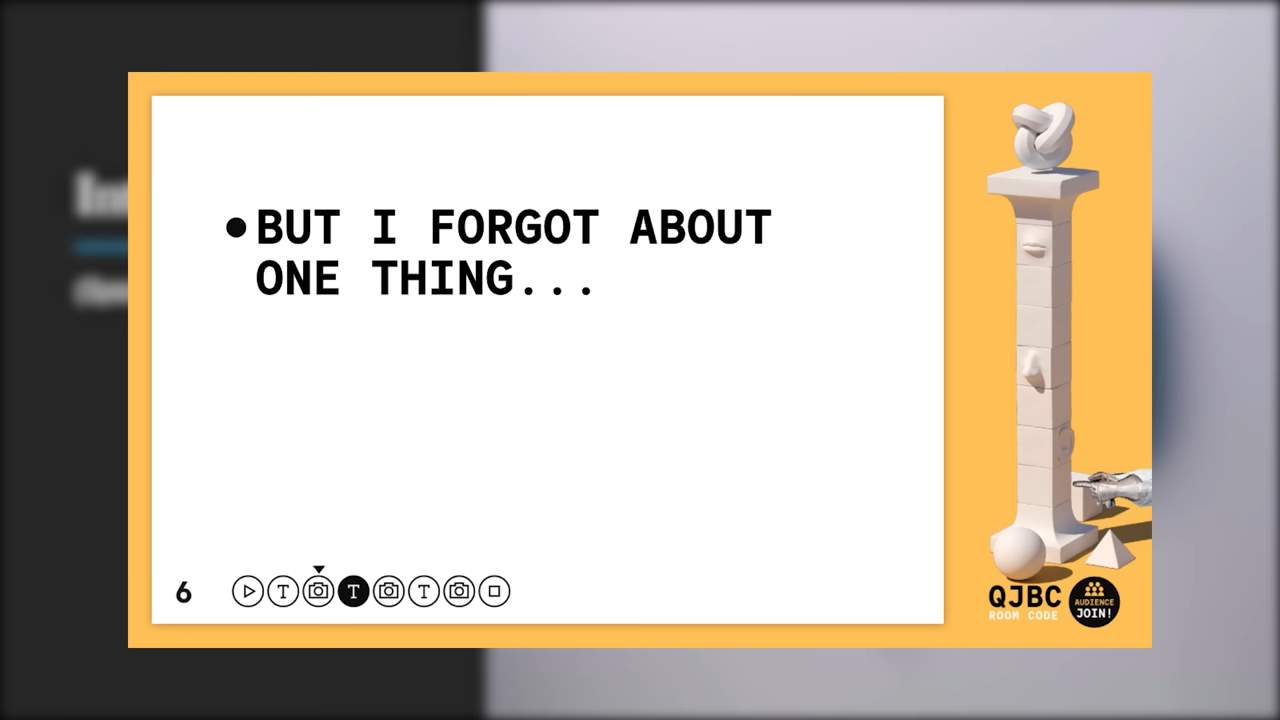 ●BUT I FORGOT ABOUT
ONE THING...
6
T
T
T
QJBC
ROOM CODE
AUDIENCE
JOIN!